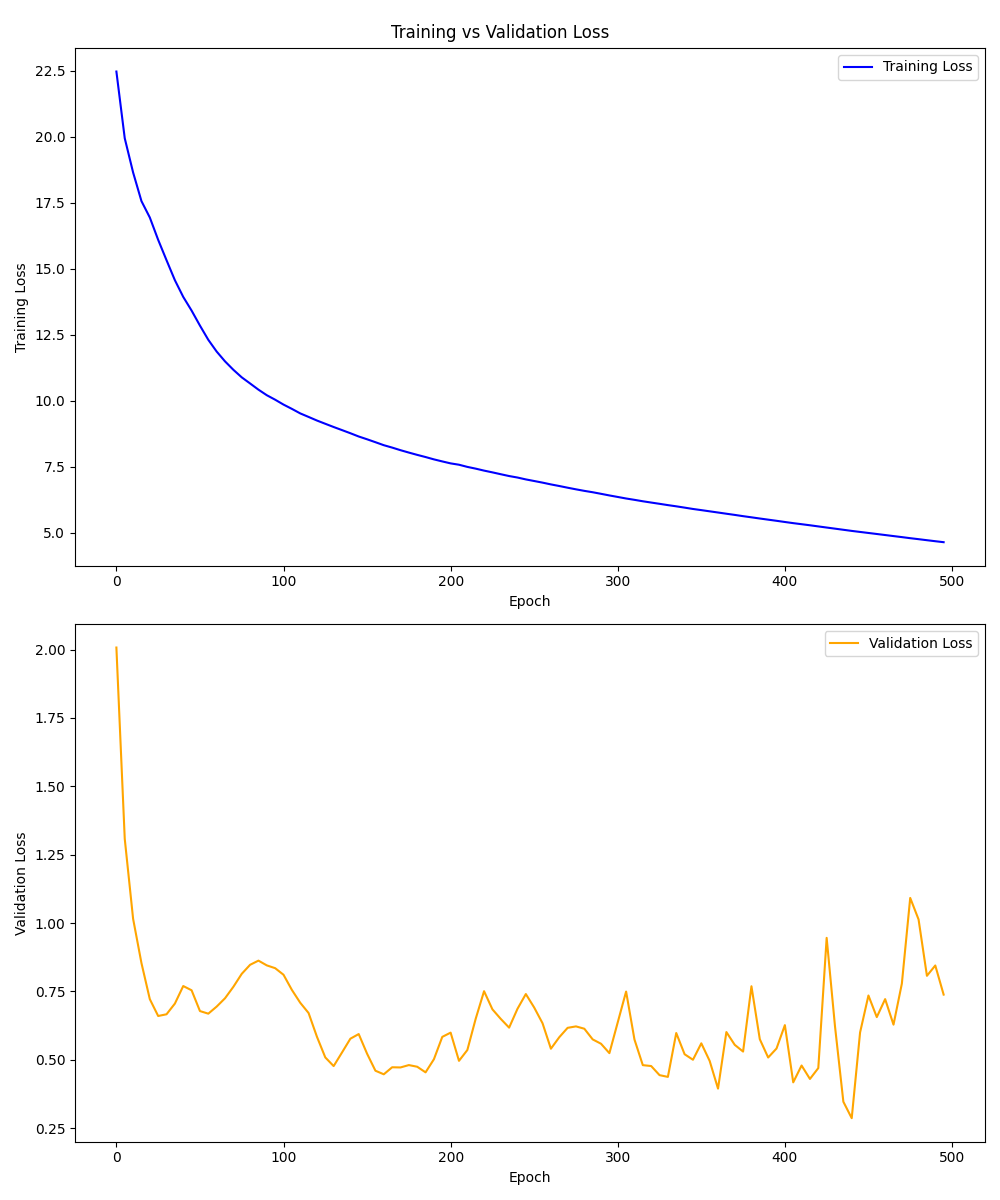 Training vs Validation Loss
Training Loss
22.5
20.0
17.5
15.0
12.5
10.0
7.5
5.0
Training Loss
0 100 200 300 400 500
Epoch
Validation Loss
2.00
1.75
1.50
1.25
1.00
0.75
0.50
0.25
Validation Loss
0 100 200 300 400 500
Epoch